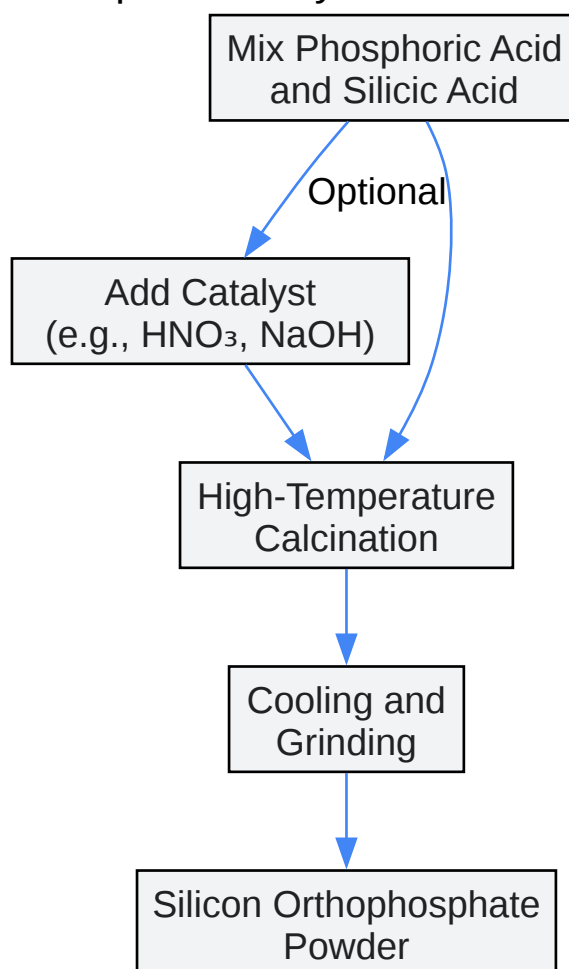 Mix Phosphoric Acid
and Silicic Acid
Optional
Add Catalyst
(e.g., HNO₃, NaOH)
High-Temperature
Calcination
Cooling and
Grinding
Silicon Orthophosphate
Powder